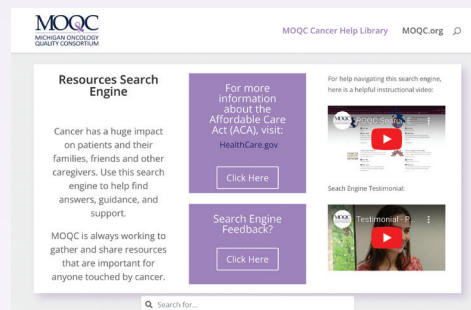 MOQC
MICHIGAN ONCOLOGY
QUALITY CONSORTIUM
MOQC Cancer Help Library
MOQC.org
Resources Search
Engine
Cancer has a huge impact
on patients and their
families, friends and other
caregivers. Use this search
engine to help find
answers, guidance, and
support.
MOQC is always working to
gather and share resources
that are important for
anyone touched by cancer.
For more
information
about the
Affordable Care
Act (ACA), visit:
HealthCare.gov
Click Here
Search Engine
Feedback?
Click Here
For help navigating this search engine,
here is a helpful instructional video:
MOQC Search E...
Seach Engine Testimonial:
Testimonial - P...
Search for...